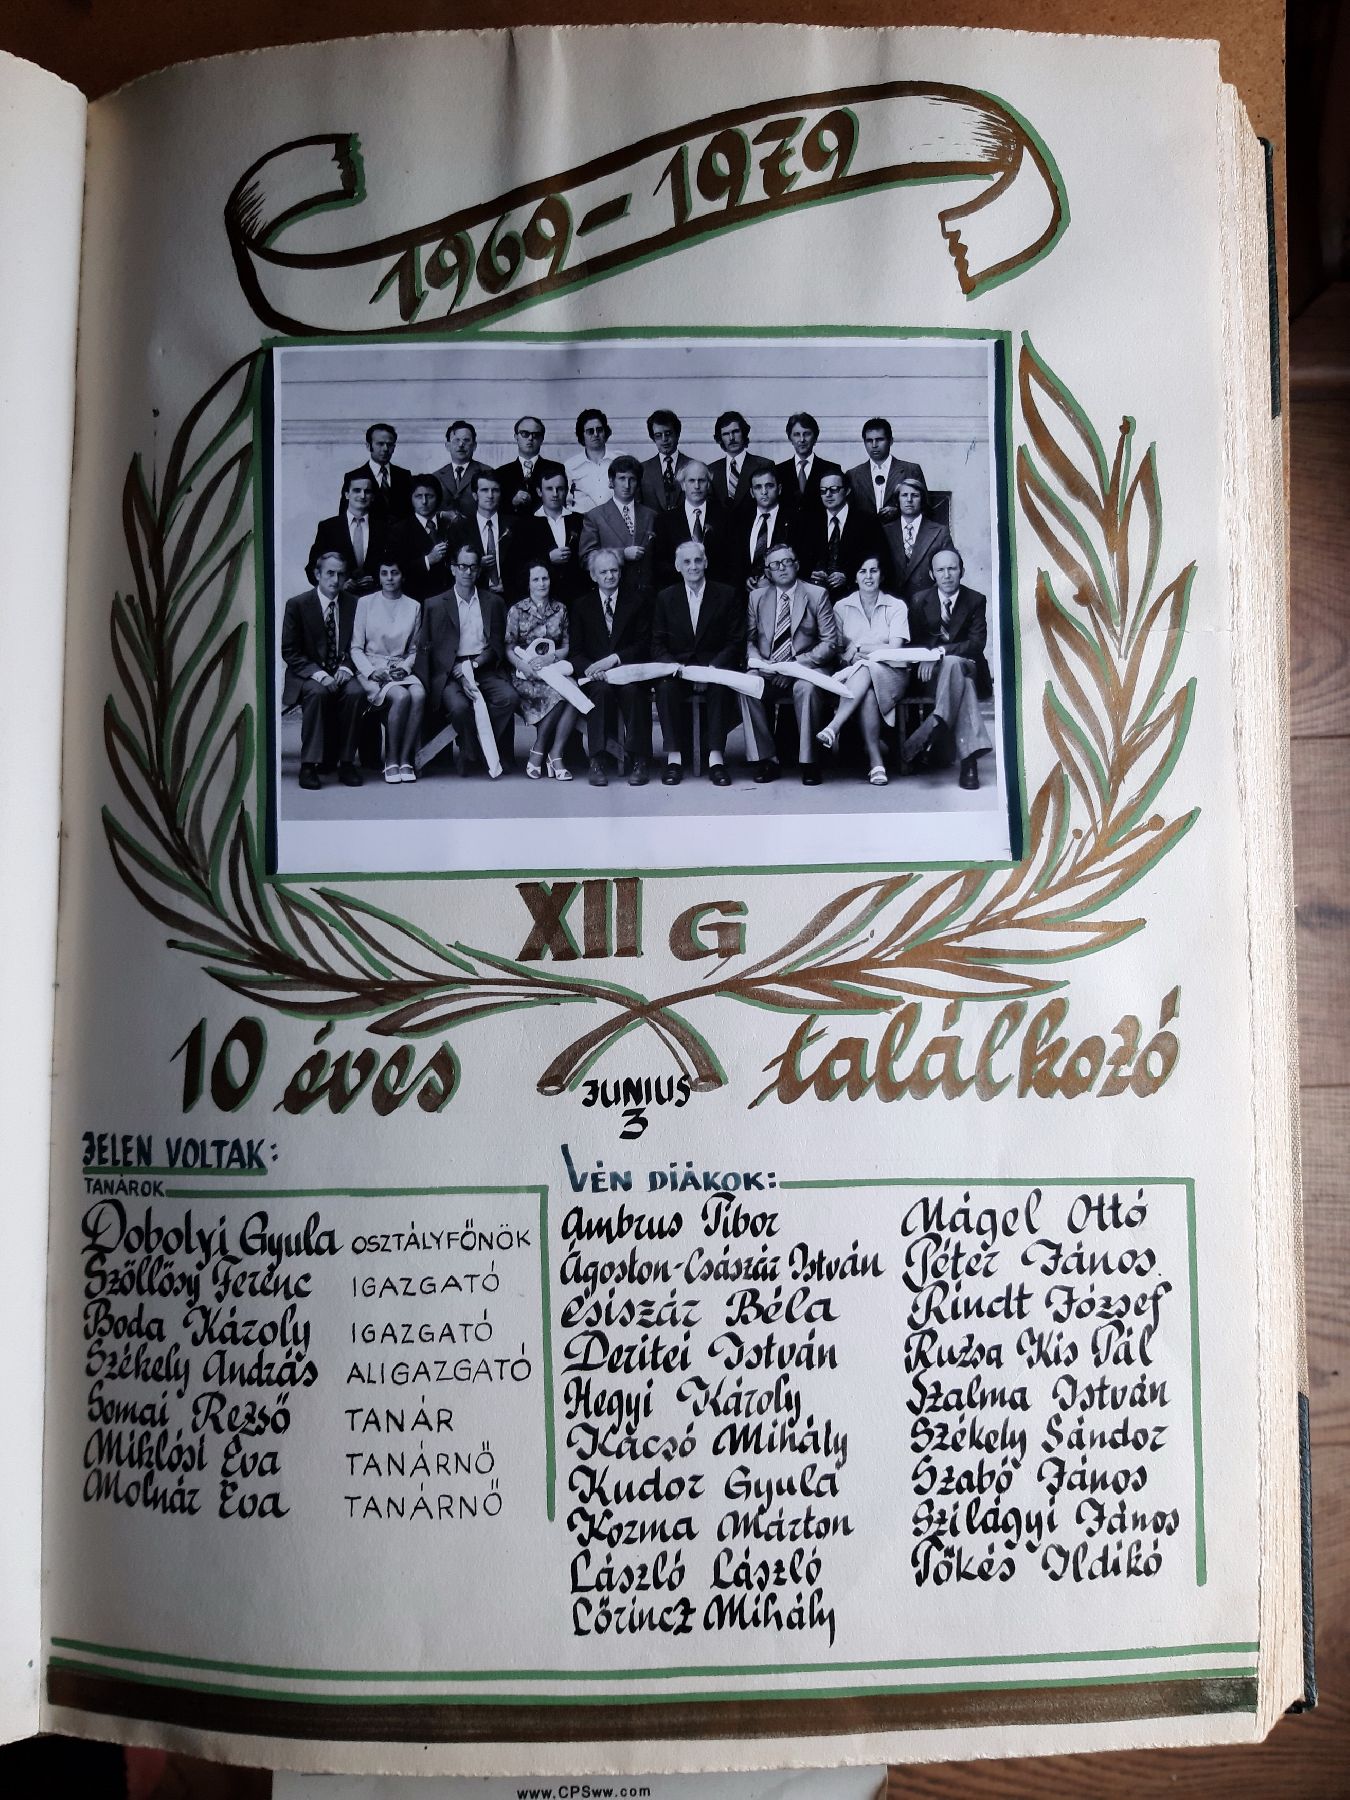 1969-1979
XII G
10 éves találkozó
JUNIUS
3
JELEN VOLTAK:
TANÁROK
Dobolyi Gyula OSZTÁLYFŐNÖK
Szöllősy Ferenc IGAZGATÓ
Boda Károly IGAZGATÓ
Székely András ALIGAZGATÓ
Somai Rezső TANÁR
Miklósi Éva TANÁRNŐ
Molnár Éva TANÁRNŐ
VÉN DIÁKOK:
Ambrus Tibor
Ágoston-Császár István
Csiszár Béla
Deritei István
Hegyi Károly
Kacsó Mihály
Kudor Gyula
Kozma Márton
László László
Lőrincz Mihály
Mágel Ottó
Péter János
Rindt József
Ruzsa Kis Pál
Szalma István
Székely Sándor
Szabó János
Szilágyi János
Tőkés Ildikó
www.CPSww.com